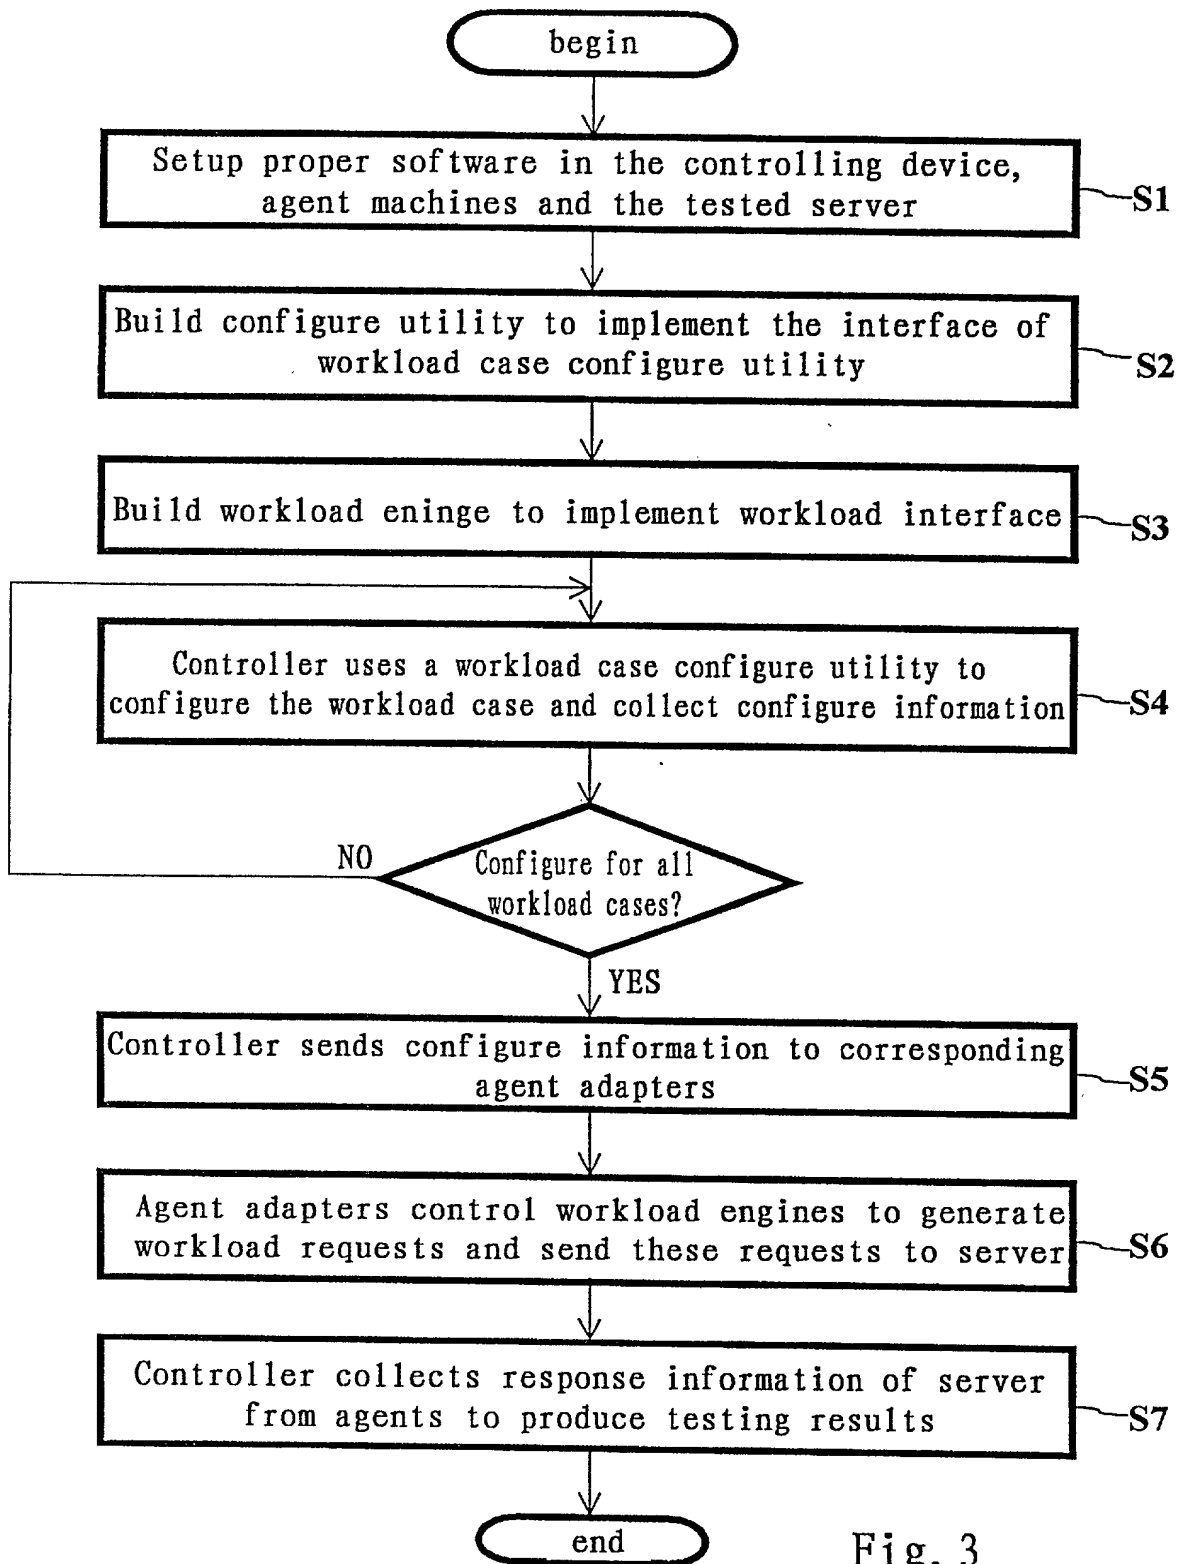 begin
Setup proper software in the controlling device,
agent machines and the tested server
S1
Build configure utility to implement the interface of
workload case configure utility
S2
Build workload eninge to implement workload interface
S3
Controller uses a workload case configure utility to
configure the workload case and collect configure information
S4
NO
Configure for all
workload cases?
YES
Controller sends configure information to corresponding
agent adapters
S5
Agent adapters control workload engines to generate
workload requests and send these requests to server
S6
Controller collects response information of server
from agents to produce testing results
S7
end
Fig. 3